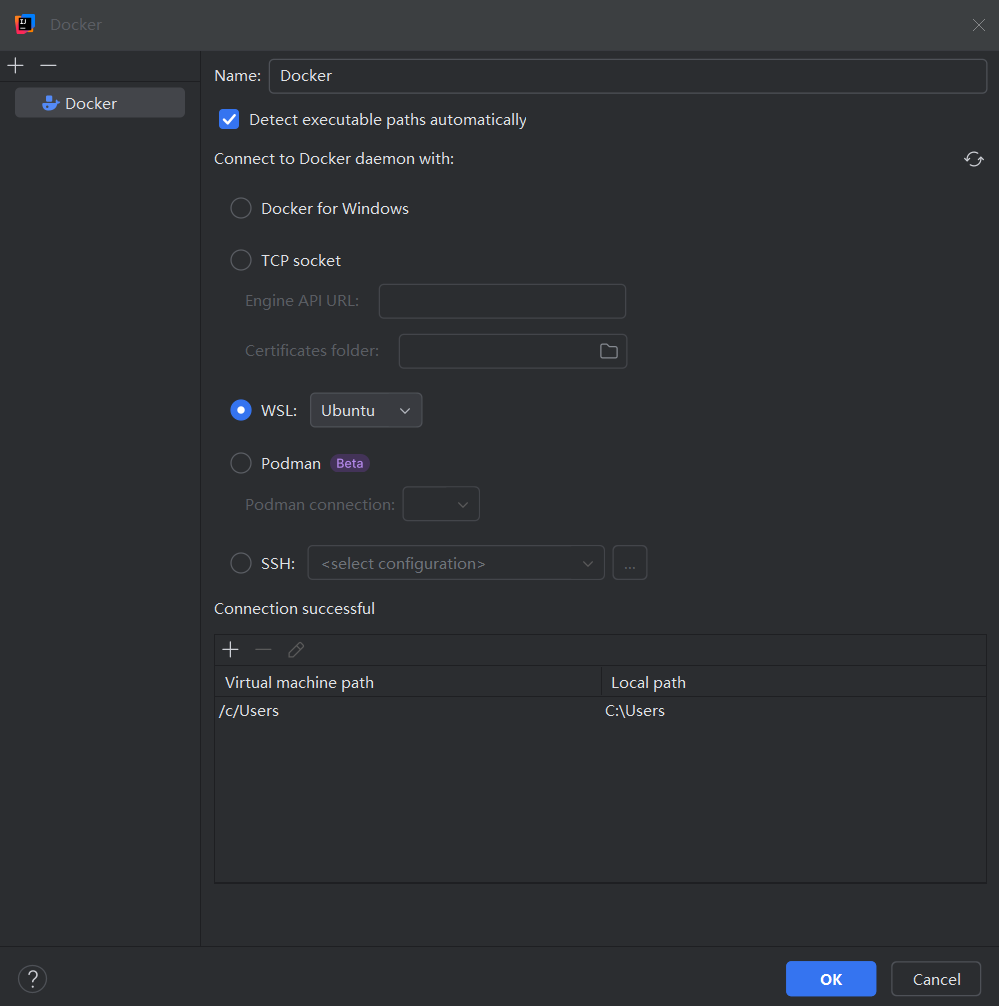 Docker
Docker
Name: Docker
Detect executable paths automatically
Connect to Docker daemon with:
Docker for Windows
TCP socket
Engine API URL:
Certificates folder:
WSL: Ubuntu
Podman Beta
Podman connection:
SSH: <select configuration> ...
Connection successful
Virtual machine path Local path
/c/Users C:\Users
? OK Cancel